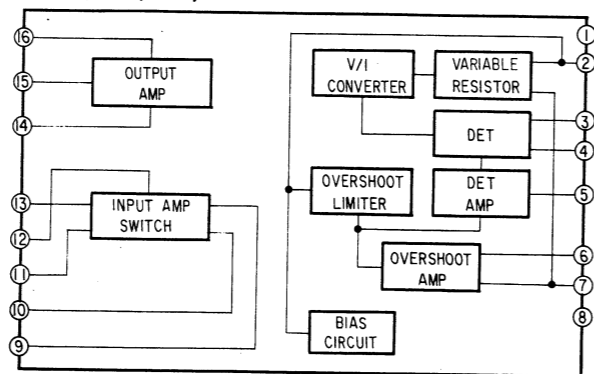 16
15
14
13
12
11
10
9
OUTPUT
AMP
INPUT AMP
SWITCH
V/I
CONVERTER
VARIABLE
RESISTOR
DET
OVERSHOOT
LIMITER
DET
AMP
OVERSHOOT
AMP
BIAS
CIRCUIT
1
2
3
4
5
6
7
8